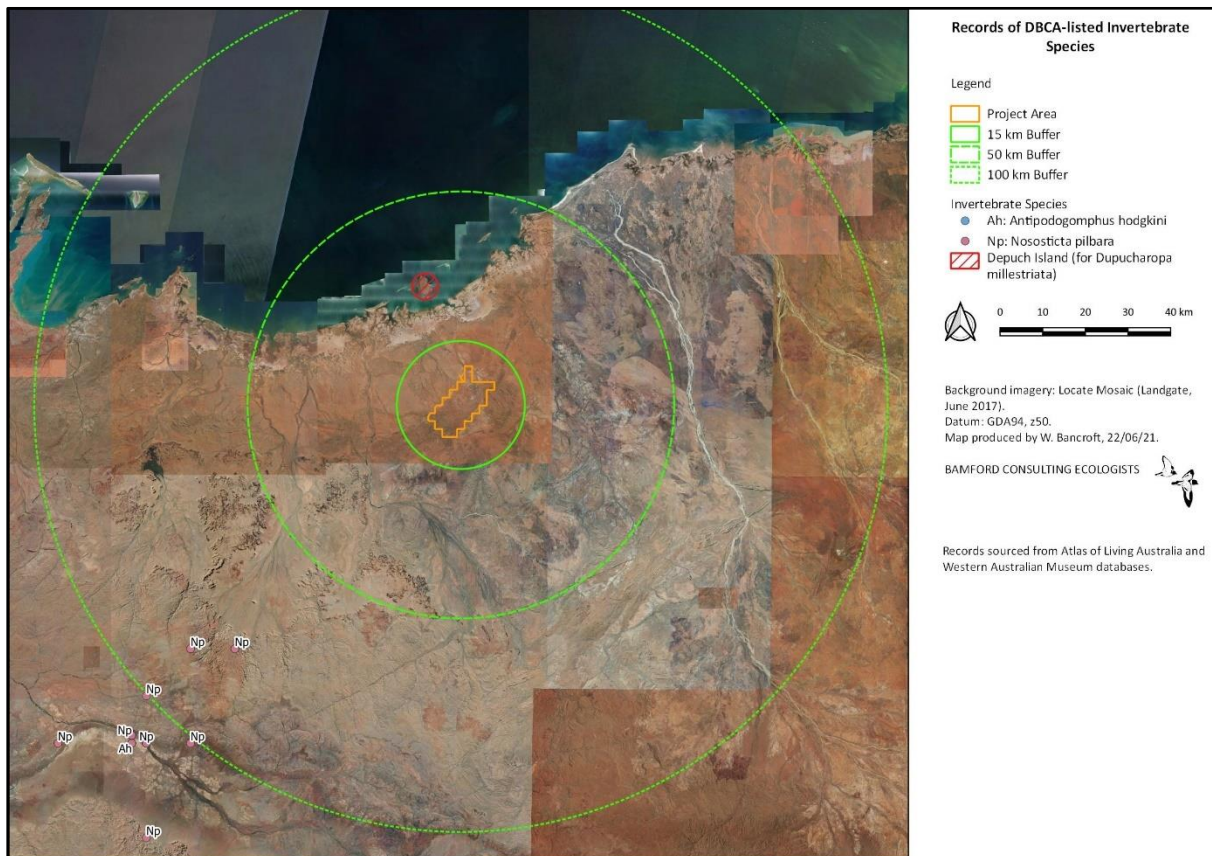 Records of DBCA-listed Invertebrate
Species
Legend
Project Area
15 km Buffer
50 km Buffer
100 km Buffer
Invertebrate Species
Ah: Antipodogomphus hodgkini
Np: Nososticta pilbara
Depuch Island (for Dupucharopa
millestriata)
0 10 20 30 40 km
Background imagery: Locate Mosaic (Landgate,
June 2017).
Datum: GDA94, z50.
Map produced by W. Bancroft, 22/06/21.
BAMFORD CONSULTING ECOLOGISTS
Records sourced from Atlas of Living Australia and
Western Australian Museum databases.
Np Np
Np
Np Np Np Np
Ah
Np